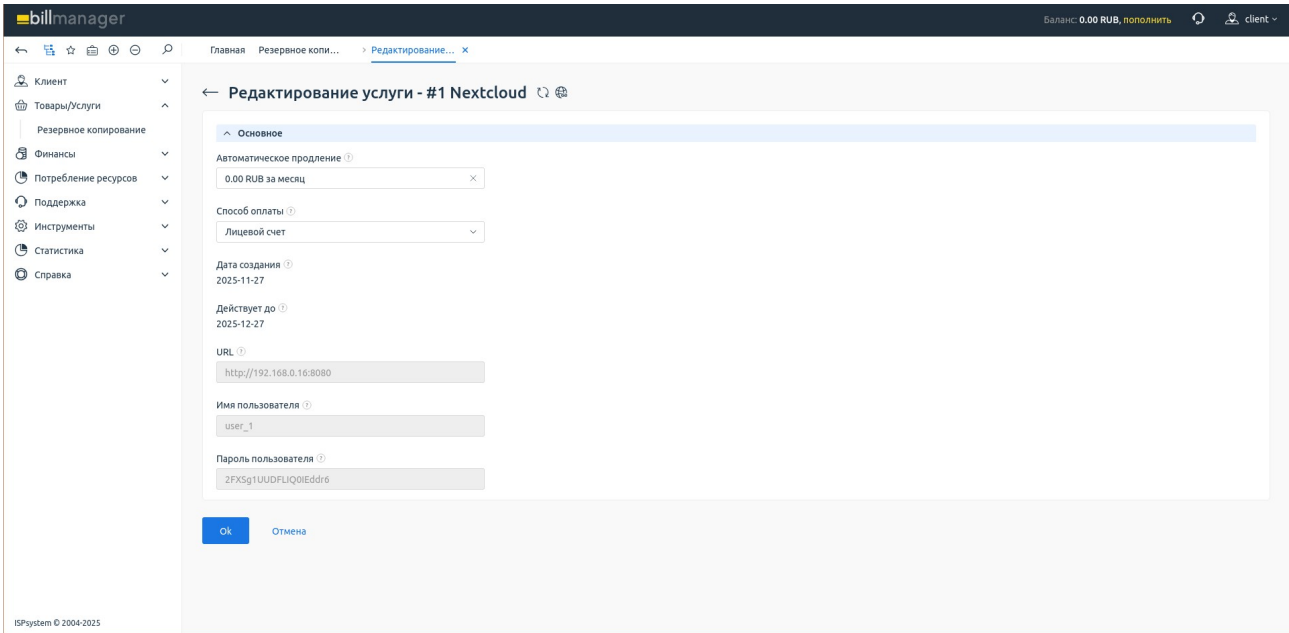 billmanager
Баланс: 0.00 RUB, пополнить
client
Главная Резервное копи... > Редактирование... ×
Клиент
Товары/Услуги
Резервное копирование
Финансы
Потребление ресурсов
Поддержка
Инструменты
Статистика
Справка
ISPsystem © 2004-2025
Редактирование услуги - #1 Nextcloud
Основное
Автоматическое продление
0.00 RUB за месяц
Способ оплаты
Лицевой счет
Дата создания
2025-11-27
Действует до
2025-12-27
URL
http://192.168.0.16:8080
Имя пользователя
user_1
Пароль пользователя
2FXSg1UUDFLIQ0IEddr6
Ok Отмена